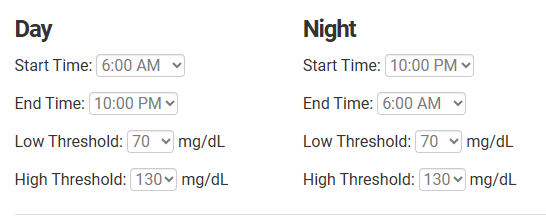 Day
Start Time: 6:00 AM
End Time: 10:00 PM
Low Threshold: 70 mg/dL
High Threshold: 130 mg/dL
Night
Start Time: 10:00 PM
End Time: 6:00 AM
Low Threshold: 70 mg/dL
High Threshold: 130 mg/dL